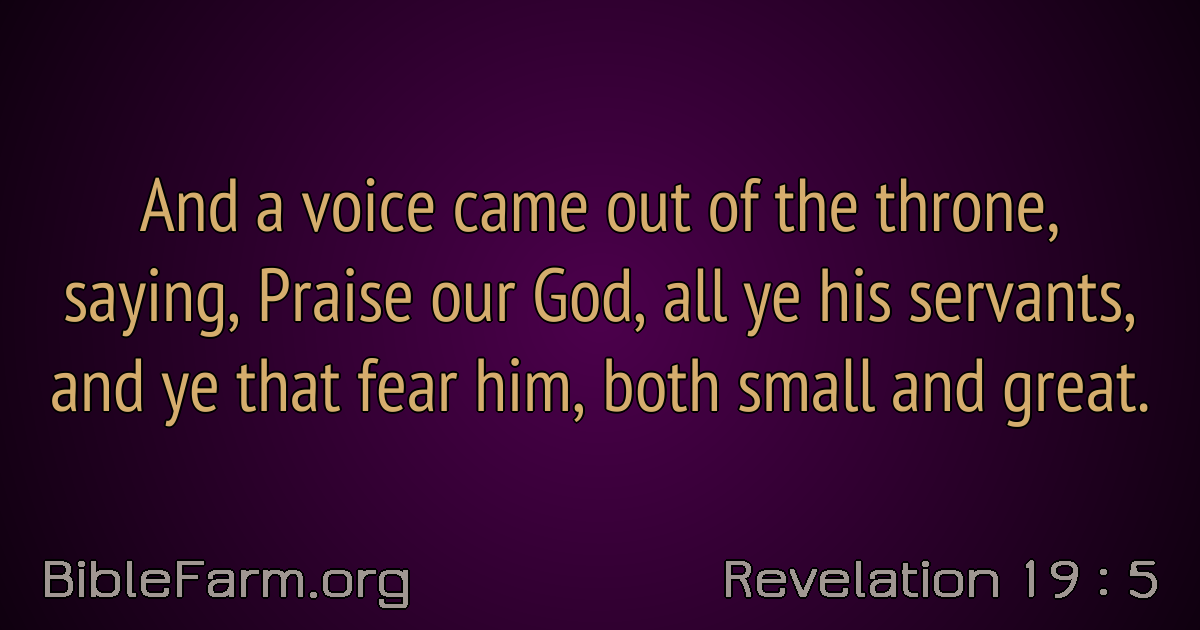 And a voice came out of the throne,
saying, Praise our God, all ye his servants,
and ye that fear him, both small and great.
BibleFarm.org
Revelation 19 : 5